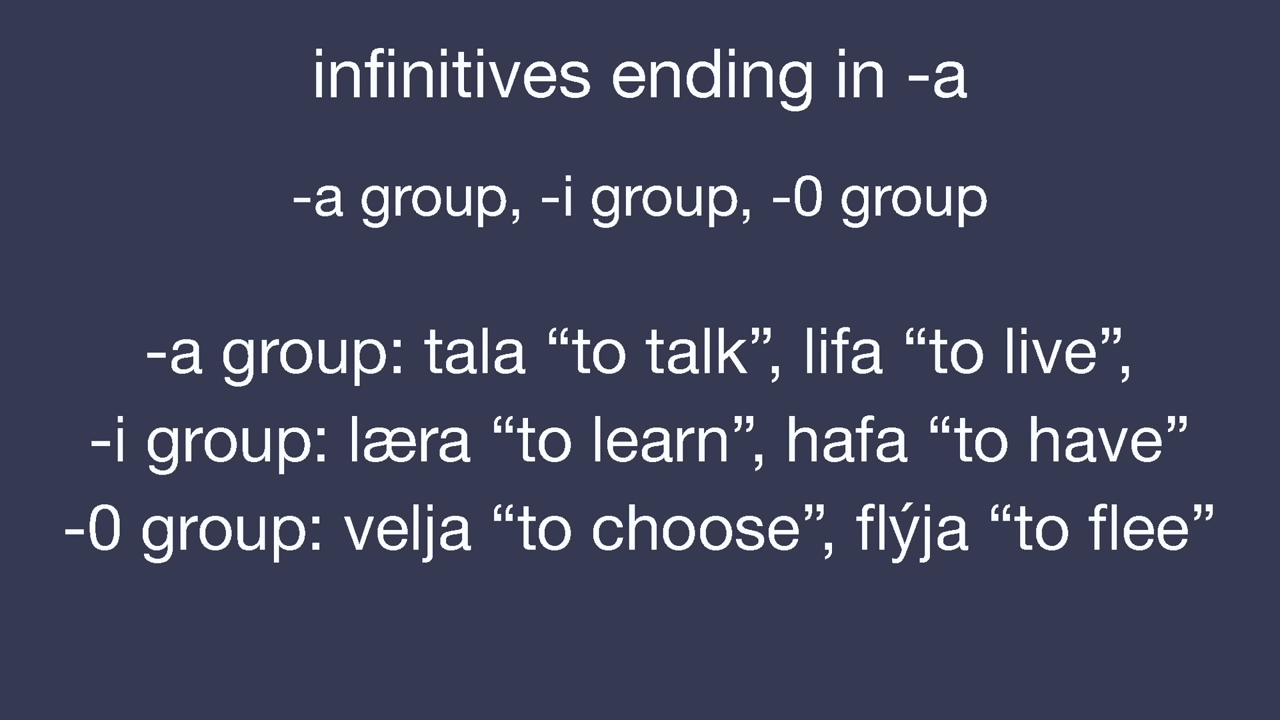 infinitives ending in -a
-a group, -i group, -0 group
-a group: tala “to talk”, lifa “to live”,
-i group: læra “to learn”, hafa “to have”
-0 group: velja “to choose”, flýja “to flee”